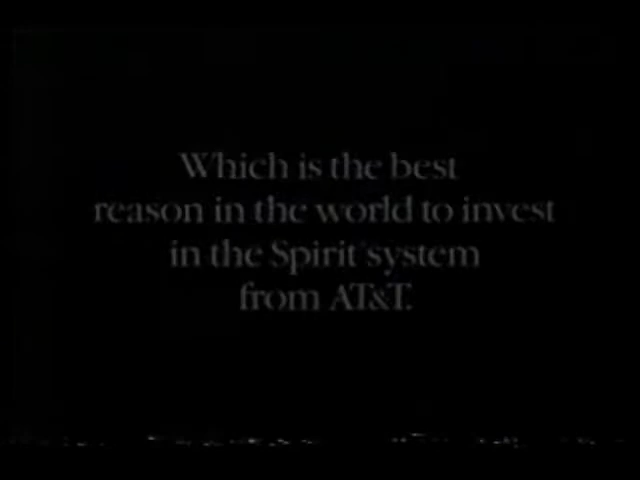 Which is the best
reason in the world to invest
in the Spirit system
from AT&T.